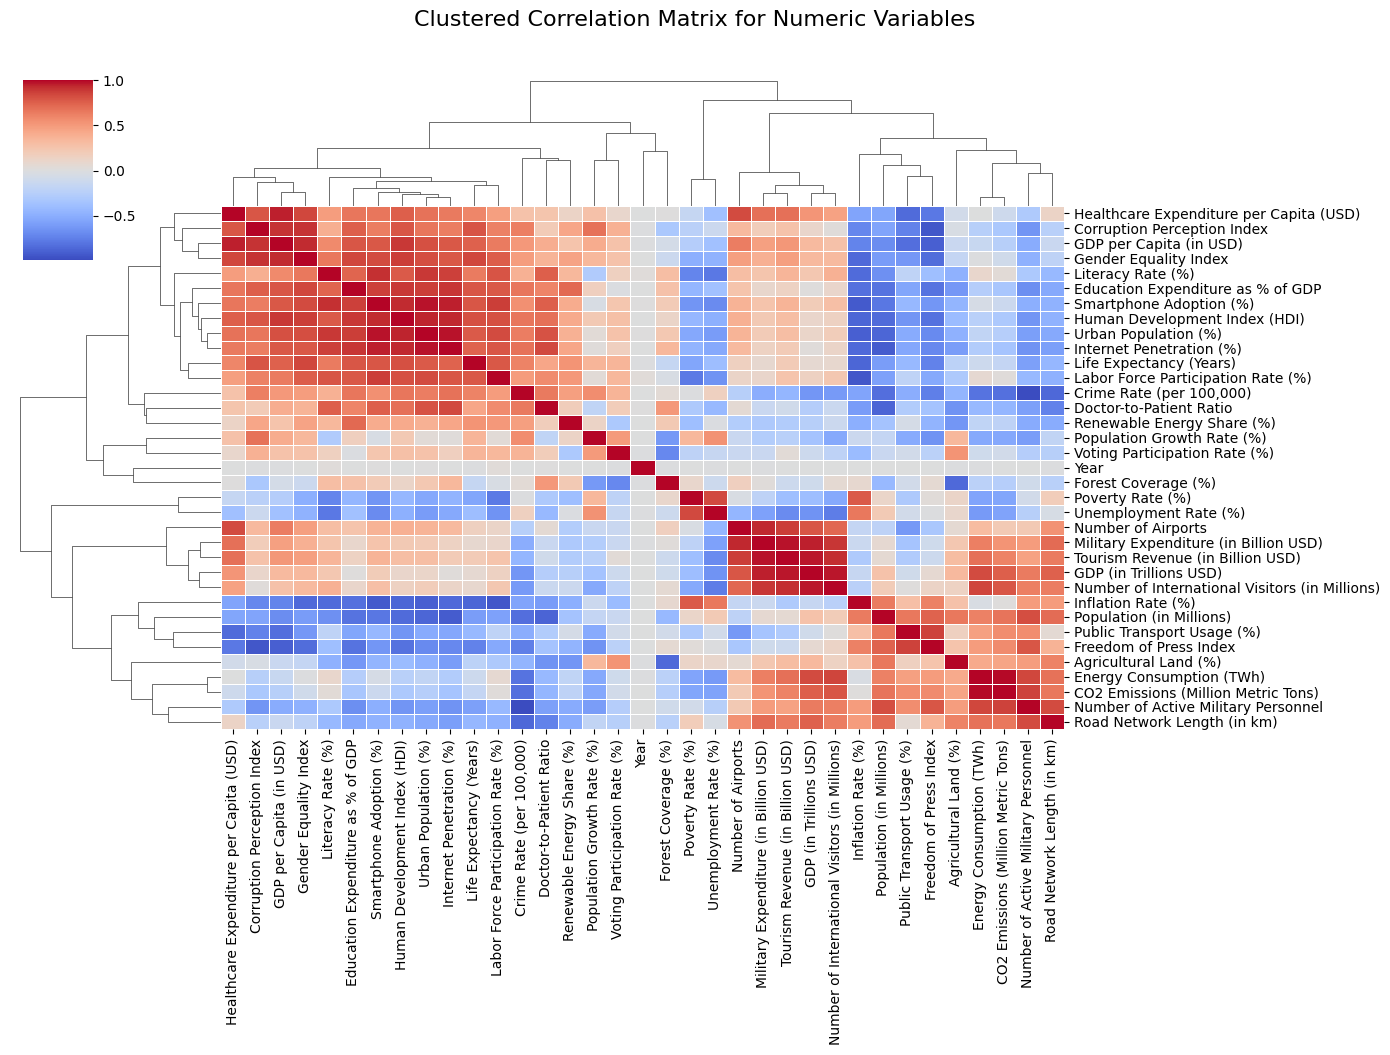 Clustered Correlation Matrix for Numeric Variables
1.0
0.5
0.0
−0.5
Healthcare Expenditure per Capita (USD)
Corruption Perception Index
GDP per Capita (in USD)
Gender Equality Index
Literacy Rate (%)
Education Expenditure as % of GDP
Smartphone Adoption (%)
Human Development Index (HDI)
Urban Population (%)
Internet Penetration (%)
Life Expectancy (Years)
Labor Force Participation Rate (%)
Crime Rate (per 100,000)
Doctor-to-Patient Ratio
Renewable Energy Share (%)
Population Growth Rate (%)
Voting Participation Rate (%)
Year
Forest Coverage (%)
Poverty Rate (%)
Unemployment Rate (%)
Number of Airports
Military Expenditure (in Billion USD)
Tourism Revenue (in Billion USD)
GDP (in Trillions USD)
Number of International Visitors (in Millions)
Inflation Rate (%)
Population (in Millions)
Public Transport Usage (%)
Freedom of Press Index
Agricultural Land (%)
Energy Consumption (TWh)
CO2 Emissions (Million Metric Tons)
Number of Active Military Personnel
Road Network Length (in km)
Healthcare Expenditure per Capita (USD)
Corruption Perception Index
GDP per Capita (in USD)
Gender Equality Index
Literacy Rate (%)
Education Expenditure as % of GDP
Smartphone Adoption (%)
Human Development Index (HDI)
Urban Population (%)
Internet Penetration (%)
Life Expectancy (Years)
Labor Force Participation Rate (%)
Crime Rate (per 100,000)
Doctor-to-Patient Ratio
Renewable Energy Share (%)
Population Growth Rate (%)
Voting Participation Rate (%)
Year
Forest Coverage (%)
Poverty Rate (%)
Unemployment Rate (%)
Number of Airports
Military Expenditure (in Billion USD)
Tourism Revenue (in Billion USD)
GDP (in Trillions USD)
Number of International Visitors (in Millions)
Inflation Rate (%)
Population (in Millions)
Public Transport Usage (%)
Freedom of Press Index
Agricultural Land (%)
Energy Consumption (TWh)
CO2 Emissions (Million Metric Tons)
Number of Active Military Personnel
Road Network Length (in km)